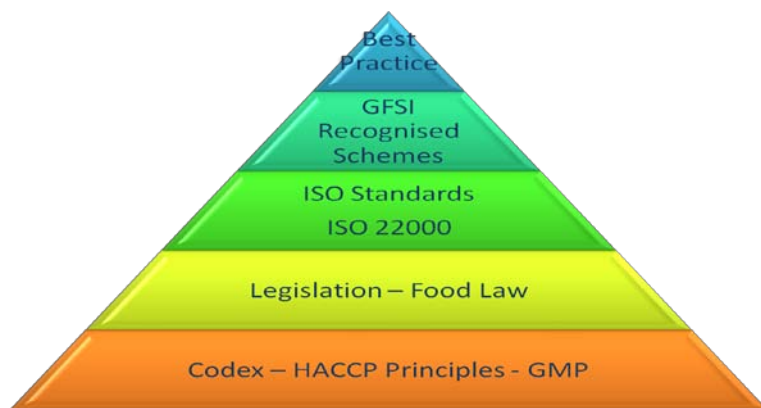 Best
Practice
GFSI
Recognised
Schemes
ISO Standards
ISO 22000
Legislation – Food Law
Codex – HACCP Principles - GMP